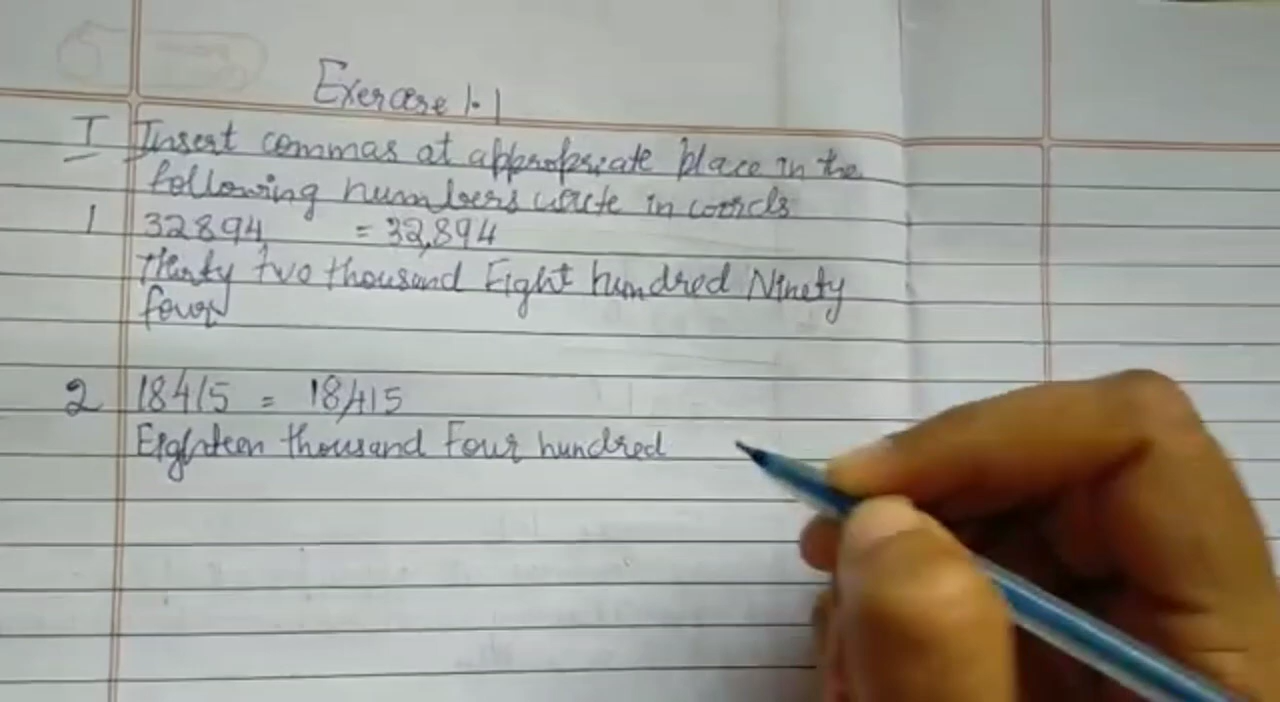 Exercise 1.1
I Insert commas at appropriate place in the
following numbers write in words
1 32894 = 32,894
Thirty two thousand Eight hundred Ninety
four
2 18415 = 18,415
Eighteen thousand Four hundred